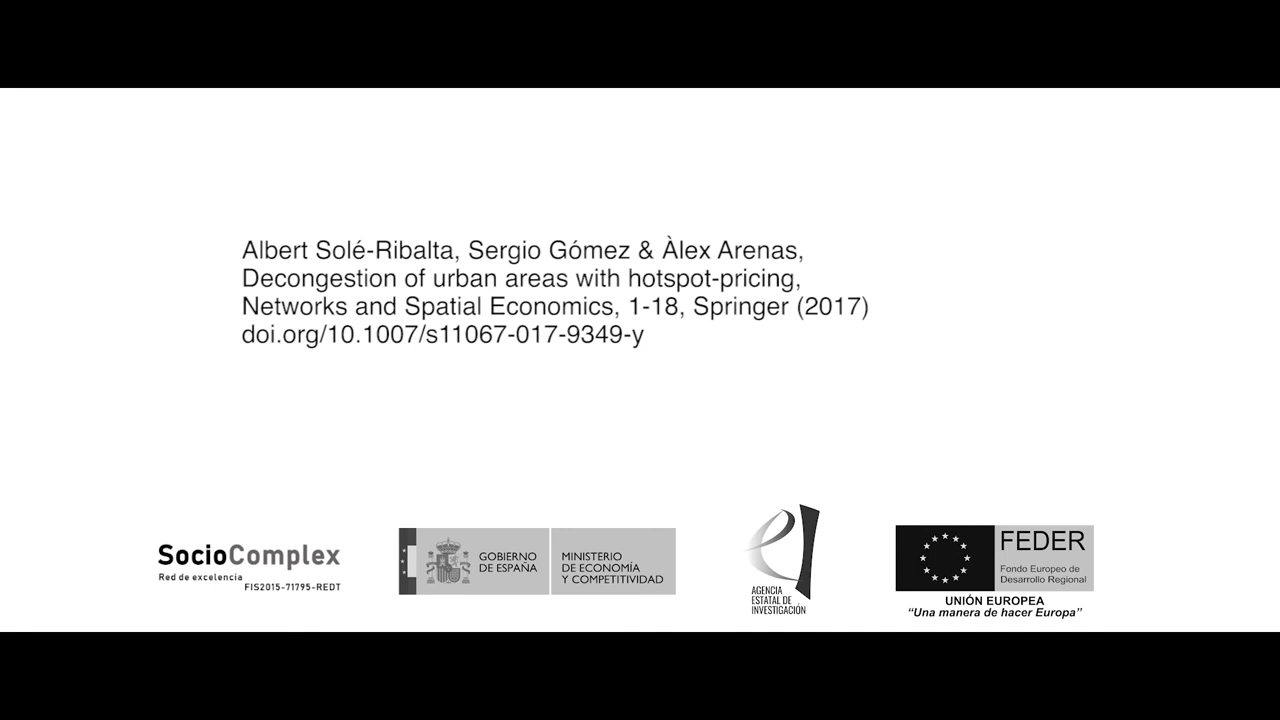 Albert Solé-Ribalta, Sergio Gómez & Àlex Arenas,
Decongestion of urban areas with hotspot-pricing,
Networks and Spatial Economics, 1-18, Springer (2017)
doi.org/10.1007/s11067-017-9349-y
SocioComplex
Red de excelencia
FIS2015-71795-REDT
GOBIERNO
DE ESPAÑA
MINISTERIO
DE ECONOMÍA
Y COMPETITIVIDAD
AGENCIA
ESTATAL DE
INVESTIGACIÓN
FEDER
Fondo Europeo de
Desarrollo Regional
UNIÓN EUROPEA
“Una manera de hacer Europa”